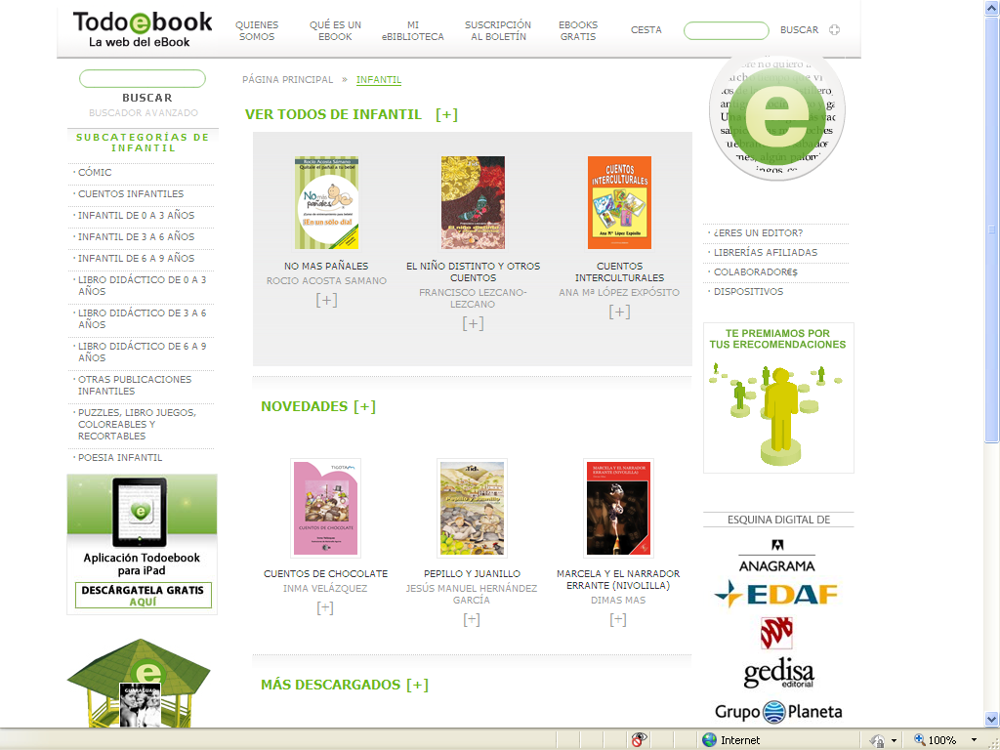 Todoebook
La web del eBook
QUIENES
SOMOS
QUÉ ES UN
EBOOK
MI
eBIBLIOTECA
SUSCRIPCIÓN
AL BOLETÍN
EBOOKS
GRATIS
CESTA
BUSCAR
BUSCAR
BUSCADOR AVANZADO
SUBCATEGORÍAS DE
INFANTIL
CÓMIC
CUENTOS INFANTILES
INFANTIL DE 0 A 3 AÑOS
INFANTIL DE 3 A 6 AÑOS
INFANTIL DE 6 A 9 AÑOS
LIBRO DIDÁCTICO DE 0 A 3
AÑOS
LIBRO DIDÁCTICO DE 3 A 6
AÑOS
LIBRO DIDÁCTICO DE 6 A 9
AÑOS
OTRAS PUBLICACIONES
INFANTILES
PUZZLES, LIBRO JUEGOS,
COLOREABLES Y
RECORTABLES
POESIA INFANTIL
e
Aplicación Todoebook
para iPad
DESCÁRGATELA GRATIS
AQUÍ
e
PÁGINA PRINCIPAL » INFANTIL
VER TODOS DE INFANTIL [+]
Rocio Acosta Samano
Quítale el pañal a tu bebé
No más
pañales
¡En un sólo día!
NO MAS PAÑALES
ROCIO ACOSTA SAMANO
[+]
El niño distinto
EL NIÑO DISTINTO Y OTROS
CUENTOS
FRANCISCO LEZCANO-
LEZCANO
[+]
CUENTOS
INTERCULTURALES
Ana Mª López Expósito
CUENTOS
INTERCULTURALES
ANA Mª LÓPEZ EXPÓSITO
[+]
NOVEDADES [+]
CUENTOS DE CHOCOLATE
CUENTOS DE CHOCOLATE
INMA VELÁZQUEZ
[+]
Tid
Pepillo y Juanillo
PEPILLO Y JUANILLO
JESÚS MANUEL HERNÁNDEZ
GARCÍA
[+]
MARCELA Y EL NARRADOR
ERRANTE (NIVOLILLA)
MARCELA Y EL NARRADOR
ERRANTE (NIVOLILLA)
DIMAS MAS
[+]
MÁS DESCARGADOS [+]
e
¿ERES UN EDITOR?
LIBRERÍAS AFILIADAS
COLABORADOR€$
DISPOSITIVOS
TE PREMIAMOS POR
TUS ERECOMENDACIONES
ESQUINA DIGITAL DE
ANAGRAMA
EDAF
gedisa
editorial
Grupo Planeta
Internet
100%